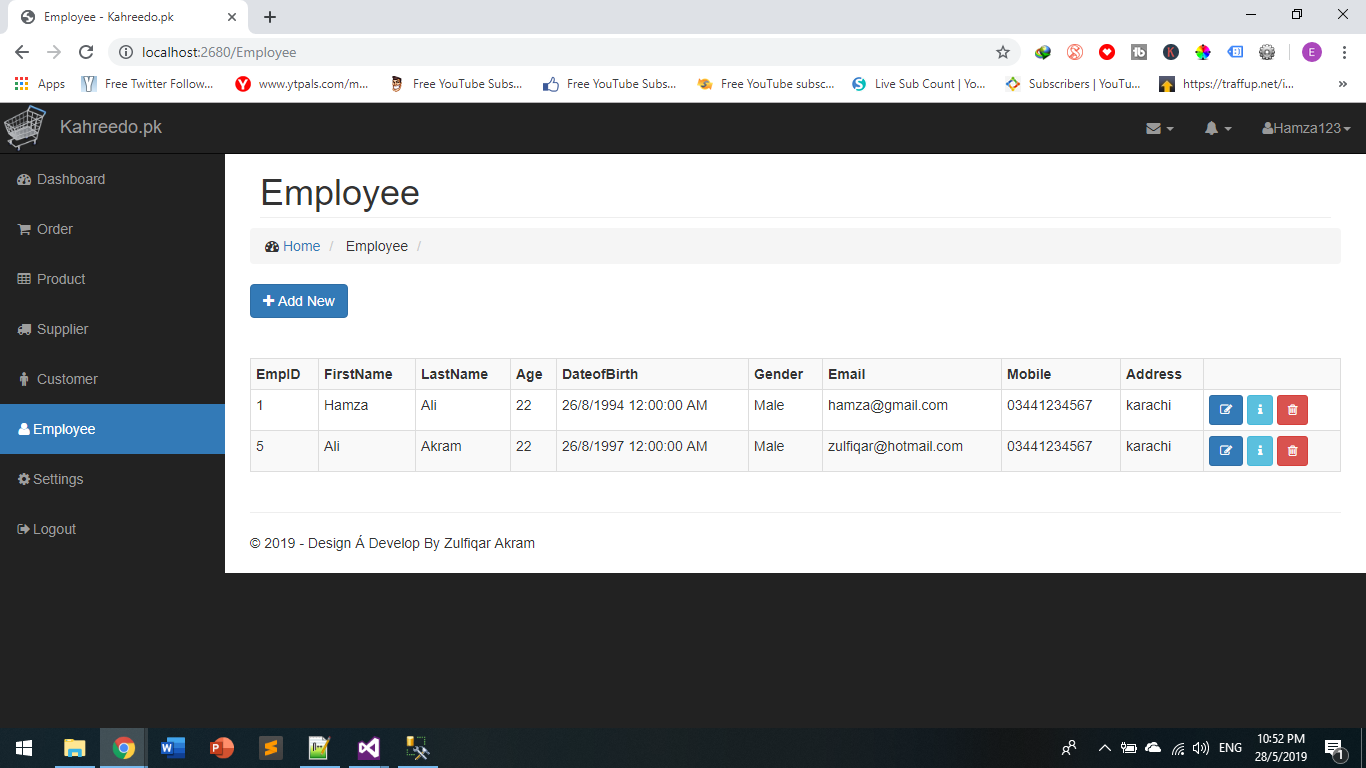 Employee - Kahreedo.pk
localhost:2680/Employee
E
Apps Free Twitter Follow... www.ytpals.com/m... Free YouTube Subs... Free YouTube Subs... Free YouTube subsc... Live Sub Count | Yo... Subscribers | YouTu... https://traffup.net/i... »
Kahreedo.pk Hamza123
Dashboard
Order
Product
Supplier
Customer
Employee
Settings
Logout
Employee
Home / Employee /
Add New
EmpID FirstName LastName Age DateofBirth Gender Email Mobile Address
1 Hamza Ali 22 26/8/1994 12:00:00 AM Male hamza@gmail.com 03441234567 karachi
5 Ali Akram 22 26/8/1997 12:00:00 AM Male zulfiqar@hotmail.com 03441234567 karachi
© 2019 - Design Á Develop By Zulfiqar Akram
ENG 10:52 PM
28/5/2019 1